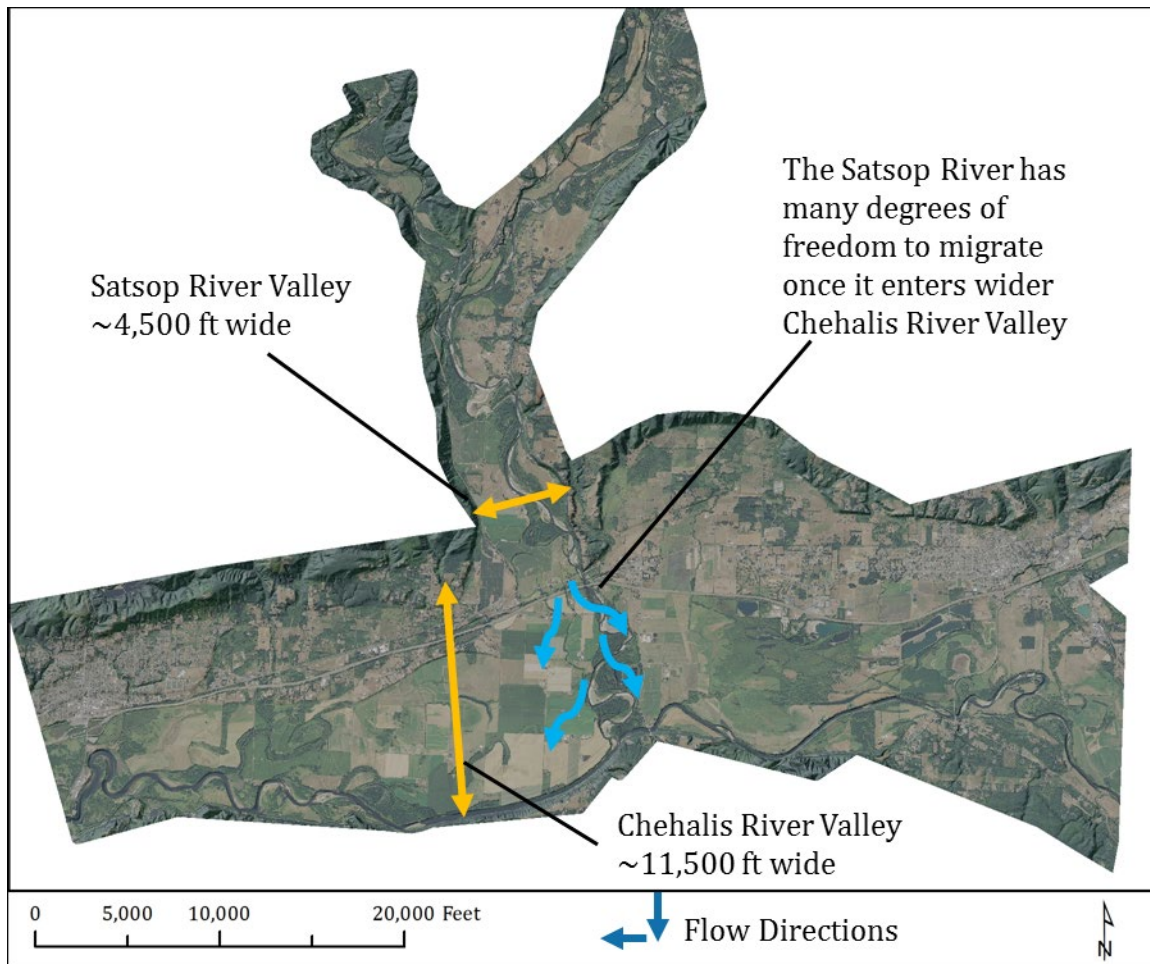 The Satsop River has
many degrees of
freedom to migrate
once it enters wider
Chehalis River Valley
Satsop River Valley
~4,500 ft wide
Chehalis River Valley
~11,500 ft wide
0 5,000 10,000 20,000 Feet
Flow Directions
N